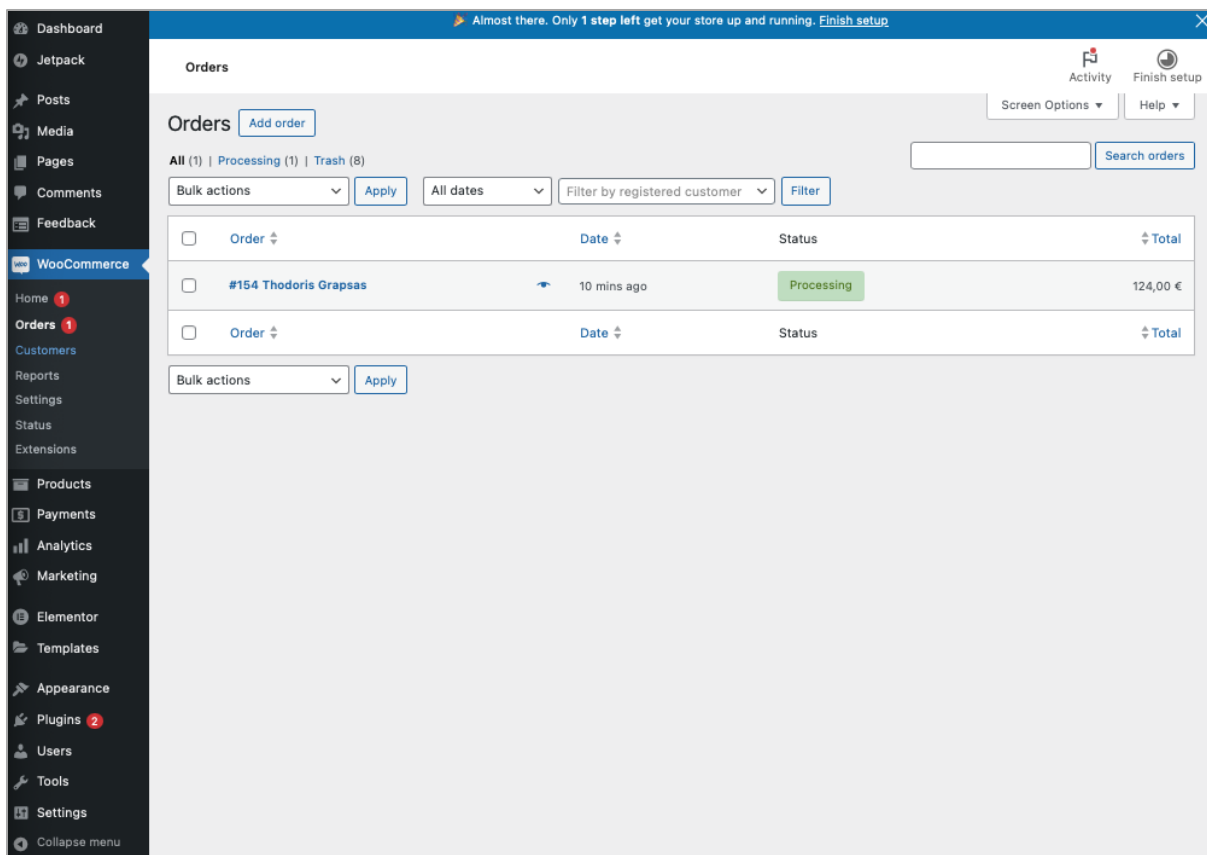 Dashboard
Jetpack
Posts
Media
Pages
Comments
Feedback
WooCommerce
Home 1
Orders 1
Customers
Reports
Settings
Status
Extensions
Products
Payments
Analytics
Marketing
Elementor
Templates
Appearance
Plugins 2
Users
Tools
Settings
Collapse menu
Almost there. Only 1 step left get your store up and running. Finish setup
Orders
Activity
Finish setup
Screen Options
Help
Orders Add order
All (1) | Processing (1) | Trash (8)
Search orders
Bulk actions Apply All dates Filter by registered customer Filter
Order Date Status Total
#154 Thodoris Grapsas 10 mins ago Processing 124,00 €
Order Date Status Total
Bulk actions Apply